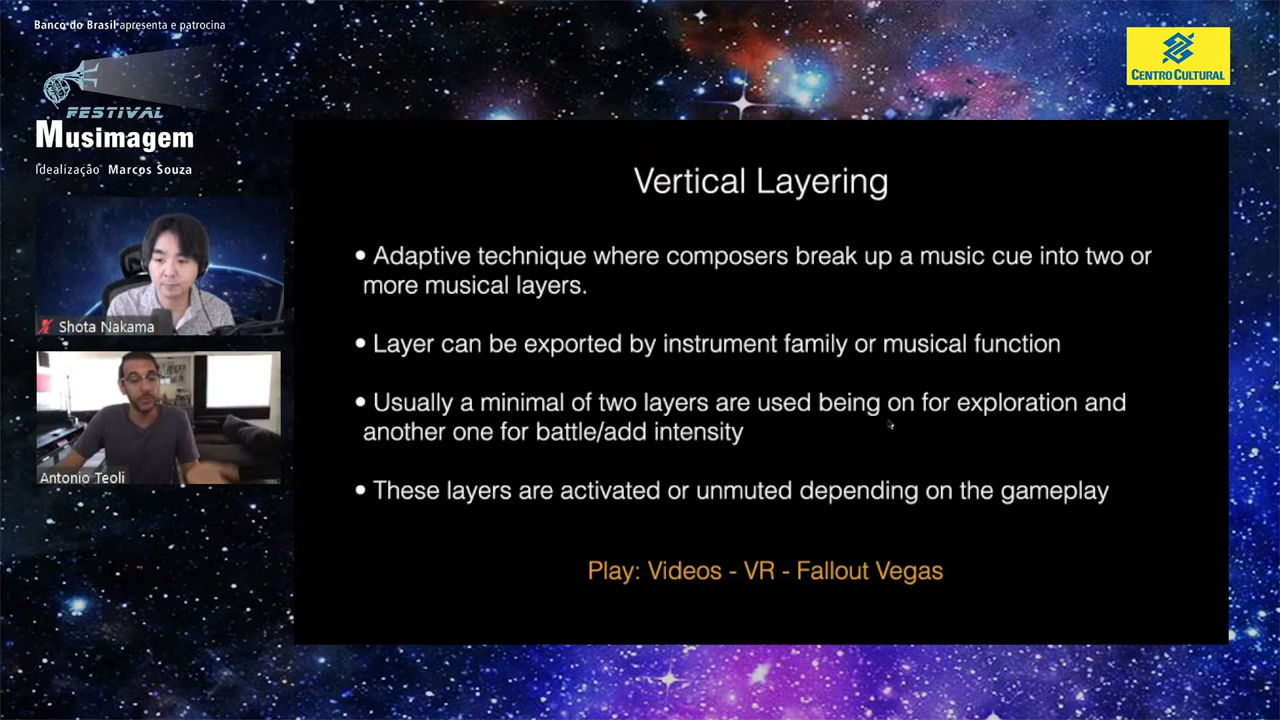 Banco do Brasil apresenta e patrocina
FESTIVAL
Musimagem
Idealização Marcos Souza
CENTRO CULTURAL
Shota Nakama
Antonio Teoli
Vertical Layering
• Adaptive technique where composers break up a music cue into two or
more musical layers.
• Layer can be exported by instrument family or musical function
• Usually a minimal of two layers are used being on for exploration and
another one for battle/add intensity
• These layers are activated or unmuted depending on the gameplay
Play: Videos - VR - Fallout Vegas